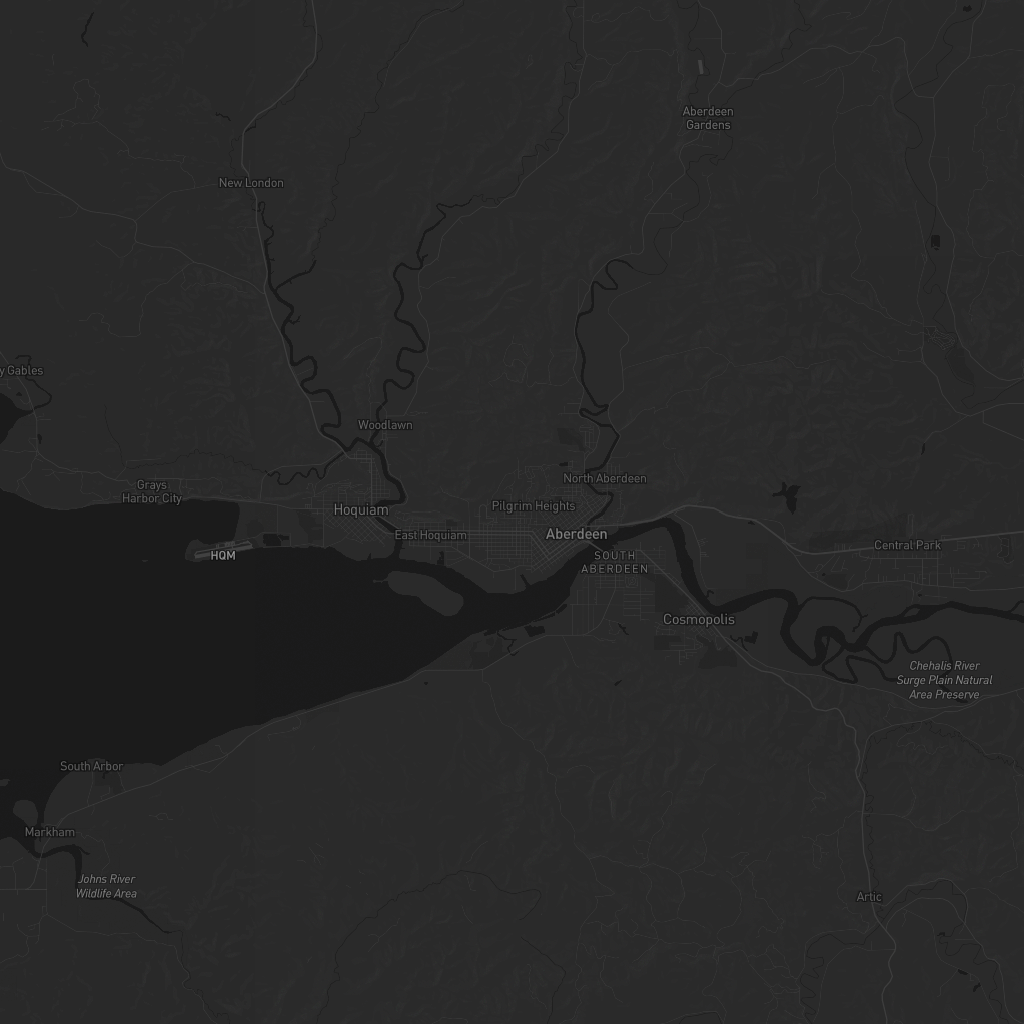 Aberdeen
Gardens
New London
y Gables
Woodlawn
Grays
Harbor City
North Aberdeen
Hoquiam
Pilgrim Heights
East Hoquiam
Aberdeen
HQM
SOUTH
ABERDEEN
Central Park
Cosmopolis
Chehalis River
Surge Plain Natural
Area Preserve
South Arbor
Markham
Johns River
Wildlife Area
Artic